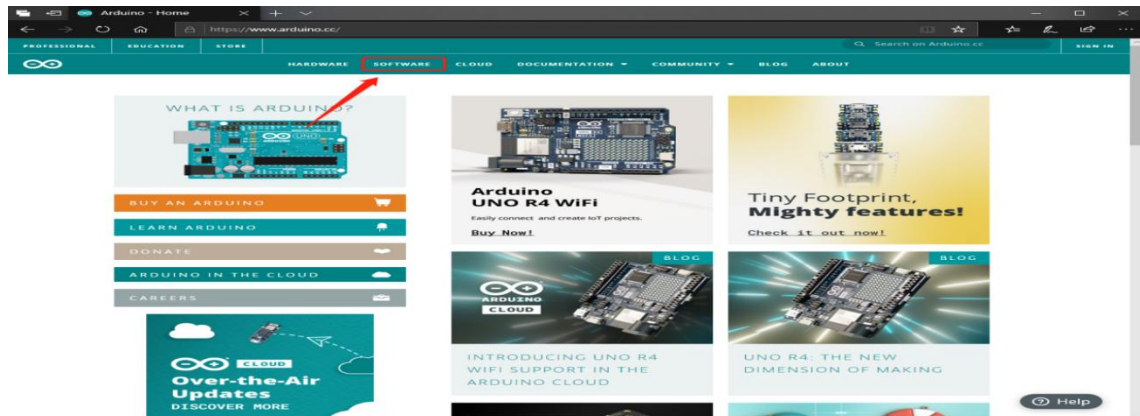 Arduino - Home
https://www.arduino.cc/
PROFESSIONAL EDUCATION STORE
Search on Arduino.cc
SIGN IN
HARDWARE SOFTWARE CLOUD DOCUMENTATION COMMUNITY BLOG ABOUT
WHAT IS ARDUINO?
UNO
ARDUINO
BUY AN ARDUINO
LEARN ARDUINO
DONATE
ARDUINO IN THE CLOUD
CAREERS
CLOUD
Over-the-Air
Updates
DISCOVER MORE
Arduino
UNO R4 WiFi
Easily connect and create IoT projects.
Buy Now!
Tiny Footprint,
Mighty features!
Check it out now!
BLOG
ARDUINO
CLOUD
INTRODUCING UNO R4
WIFI SUPPORT IN THE
ARDUINO CLOUD
BLOG
UNO R4: THE NEW
DIMENSION OF MAKING
Help